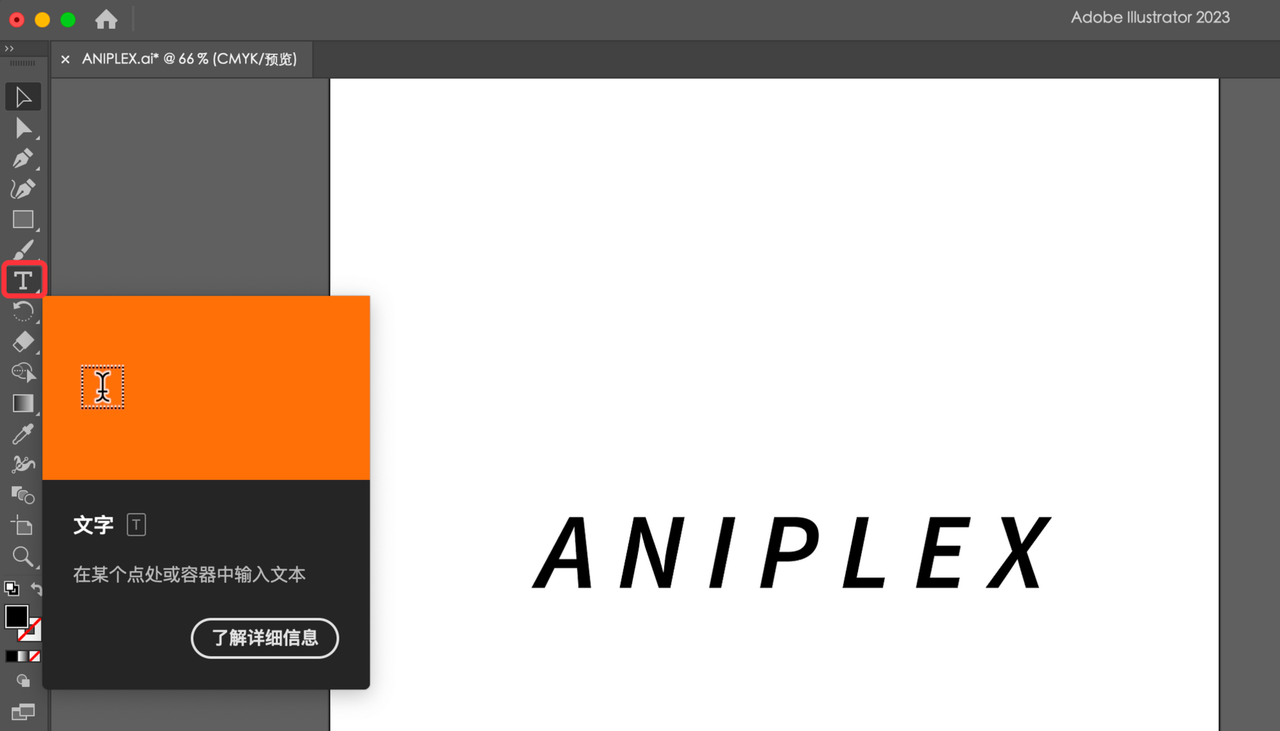 Adobe Illustrator 2023
ANIPLEX.ai* @ 66 % (CMYK/预览)
T
文字 T
在某个点处或容器中输入文本
了解详细信息
ANIPLEX